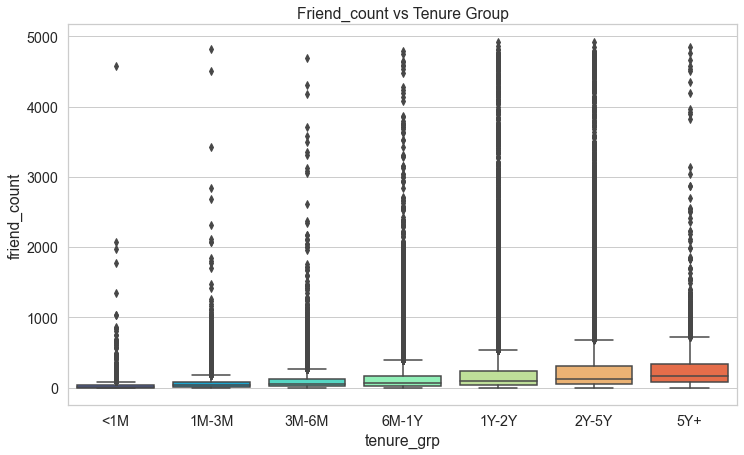 Friend_count vs Tenure Group
friend_count
5000
4000
3000
2000
1000
0
<1M 1M-3M 3M-6M 6M-1Y 1Y-2Y 2Y-5Y 5Y+
tenure_grp